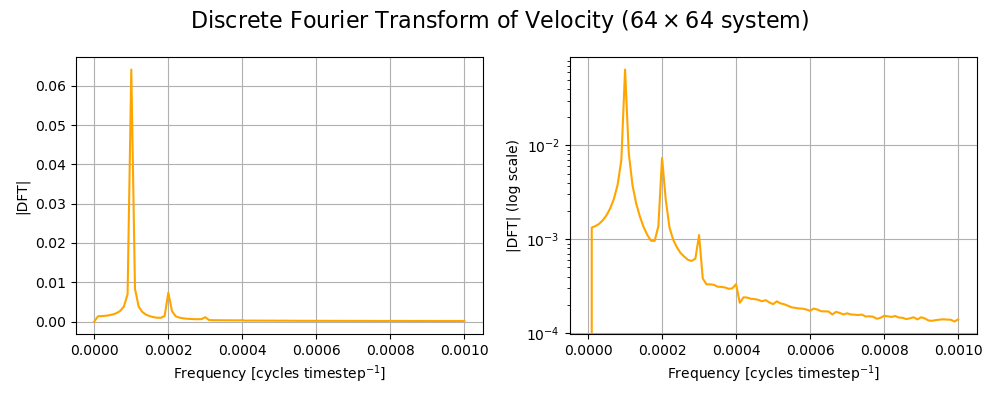 Discrete Fourier Transform of Velocity (64 × 64 system)
|DFT|
0.06
0.05
0.04
0.03
0.02
0.01
0.00
0.0000 0.0002 0.0004 0.0006 0.0008 0.0010
Frequency [cycles timestep⁻¹]
|DFT| (log scale)
10⁻²
10⁻³
10⁻⁴
0.0000 0.0002 0.0004 0.0006 0.0008 0.0010
Frequency [cycles timestep⁻¹]